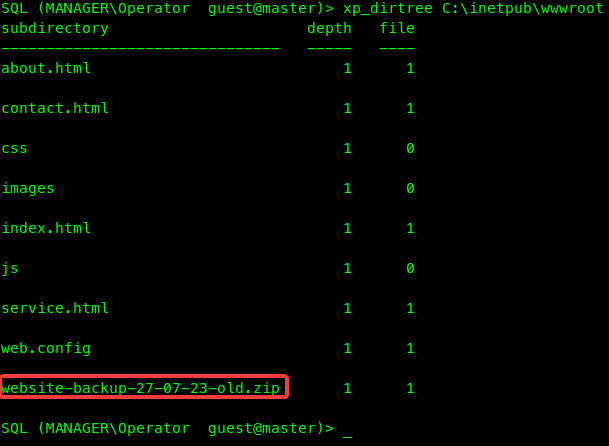 SQL (MANAGER\Operator  guest@master)> xp_dirtree C:\inetpub\wwwroot
subdirectory                      depth   file
-------------------------------   -----   ----
about.html                            1      1
contact.html                          1      1
css                                   1      0
images                                1      0
index.html                            1      1
js                                    1      0
service.html                          1      1
web.config                            1      1
website-backup-27-07-23-old.zip       1      1
SQL (MANAGER\Operator  guest@master)> _